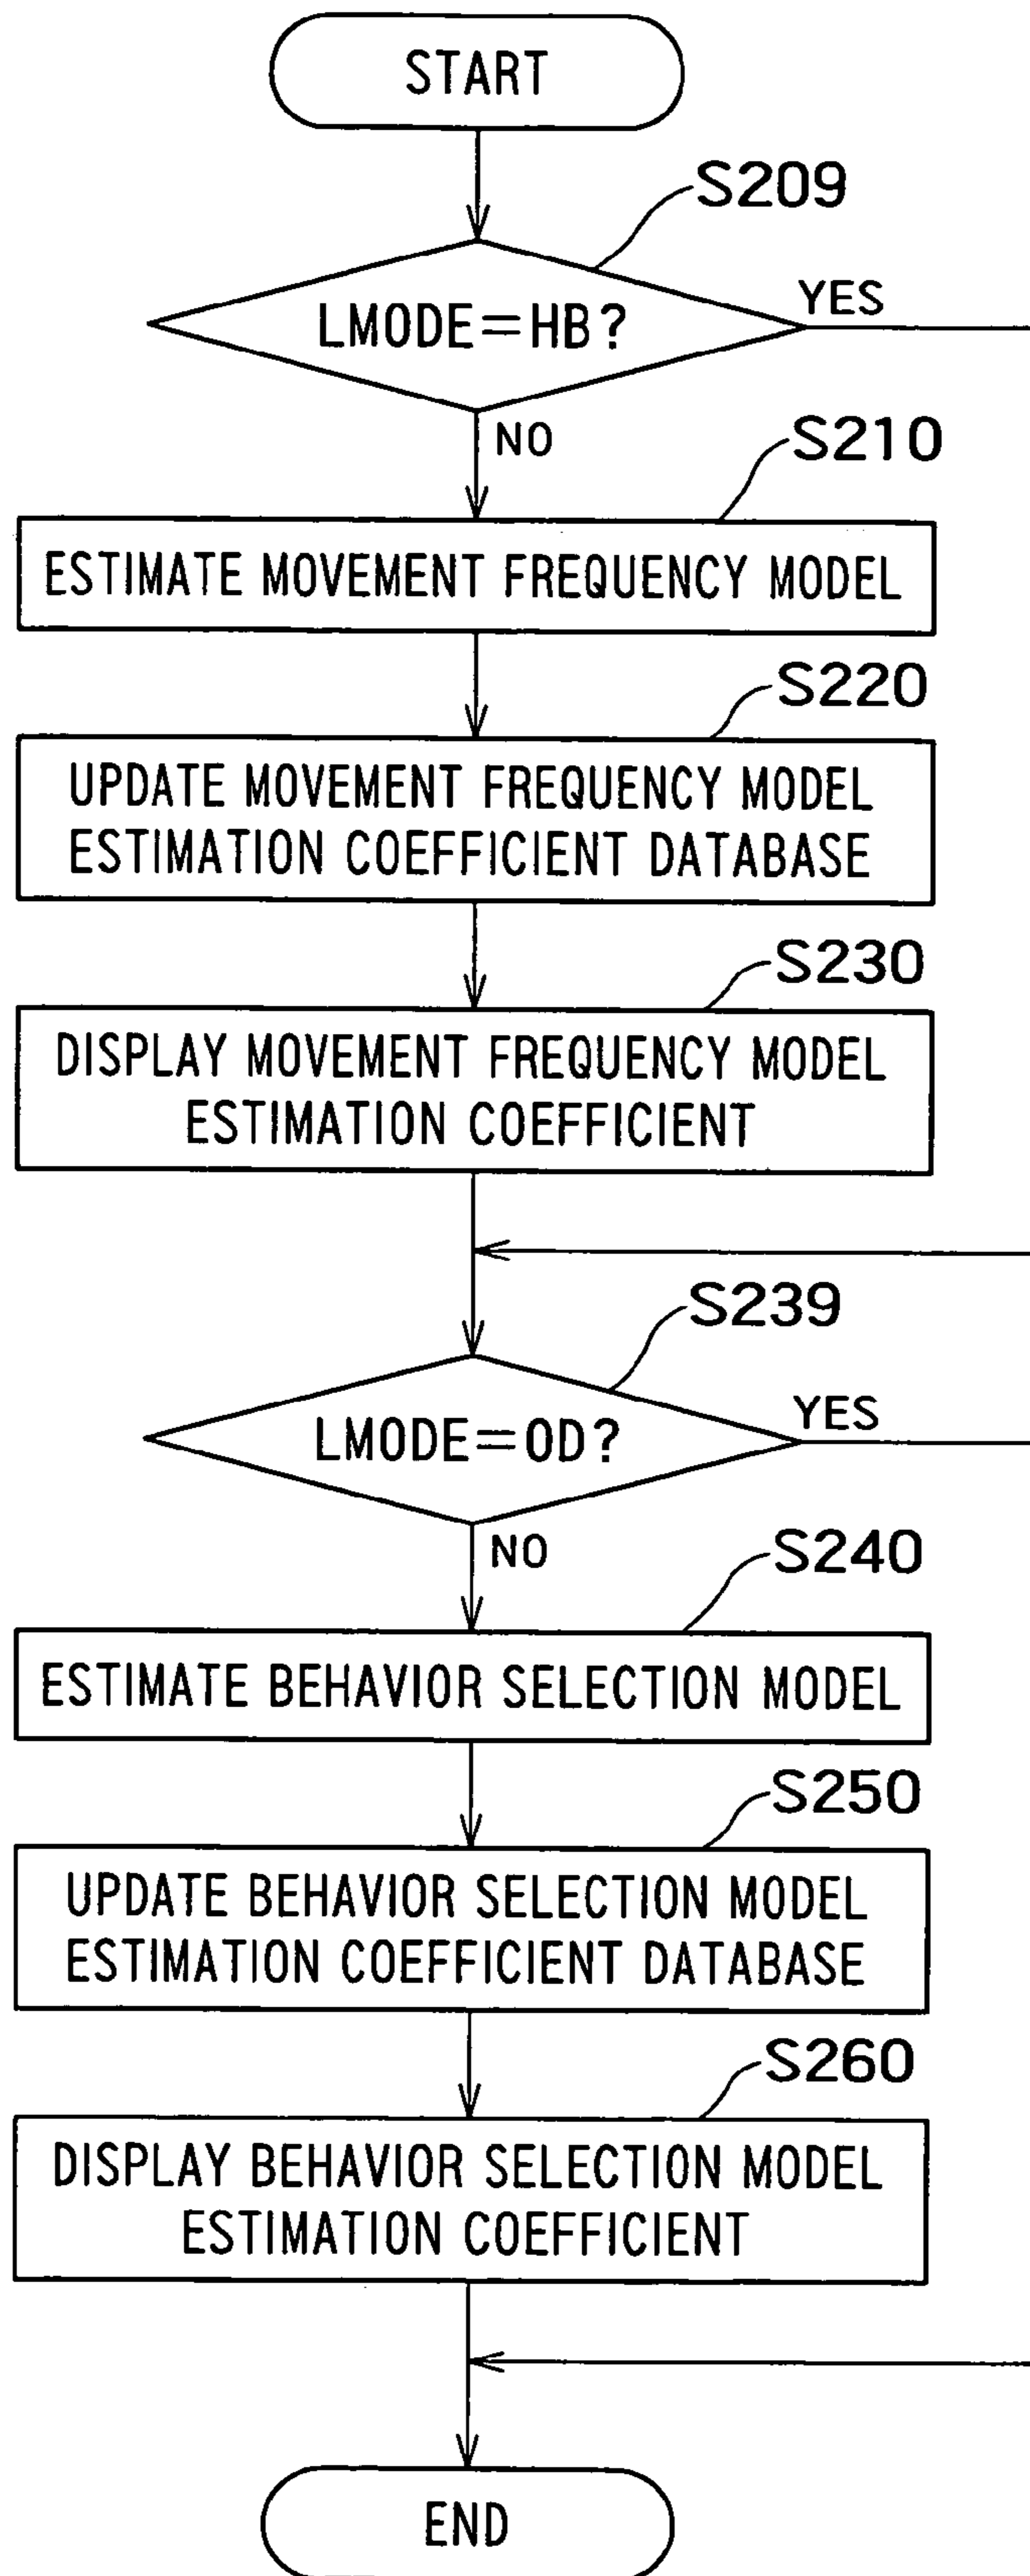 START
S209
LMODE=HB?
YES
NO
S210
ESTIMATE MOVEMENT FREQUENCY MODEL
S220
UPDATE MOVEMENT FREQUENCY MODEL
ESTIMATION COEFFICIENT DATABASE
S230
DISPLAY MOVEMENT FREQUENCY MODEL
ESTIMATION COEFFICIENT
S239
LMODE=OD?
YES
NO
S240
ESTIMATE BEHAVIOR SELECTION MODEL
S250
UPDATE BEHAVIOR SELECTION MODEL
ESTIMATION COEFFICIENT DATABASE
S260
DISPLAY BEHAVIOR SELECTION MODEL
ESTIMATION COEFFICIENT
END